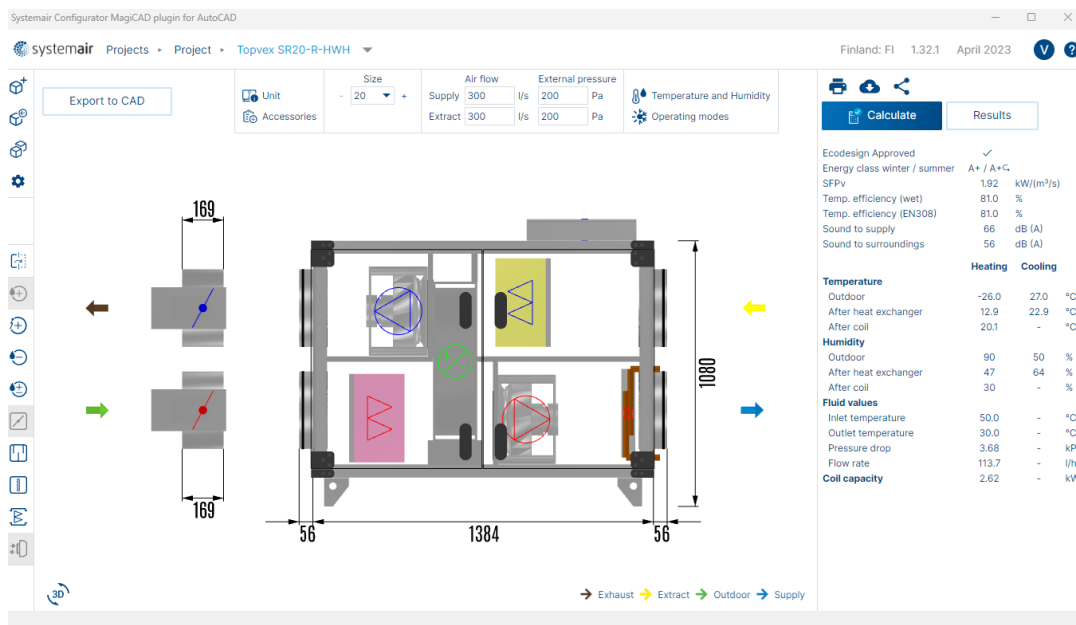 Systemair Configurator MagiCAD plugin for AutoCAD
systemair Projects Project Topvex SR20-R-HWH Finland: FI 1.32.1 April 2023 V ?
Export to CAD
Unit
Accessories
Size
- 20 +
Air flow External pressure
Supply 300 l/s 200 Pa
Extract 300 l/s 200 Pa
Temperature and Humidity
Operating modes
Calculate Results
Ecodesign Approved
Energy class winter / summer A+ / A+
SFPv 1.92 kW/(m³/s)
Temp. efficiency (wet) 81.0 %
Temp. efficiency (EN308) 81.0 %
Sound to supply 66 dB (A)
Sound to surroundings 56 dB (A)
Heating Cooling
Temperature
Outdoor -26.0 27.0 °C
After heat exchanger 12.9 22.9 °C
After coil 20.1 - °C
Humidity
Outdoor 90 50 %
After heat exchanger 47 64 %
After coil 30 - %
Fluid values
Inlet temperature 50.0 - °C
Outlet temperature 30.0 - °C
Pressure drop 3.68 - kP
Flow rate 113.7 - l/h
Coil capacity 2.62 - kW
169
169
1080
56 1384 56
3D
Exhaust Extract Outdoor Supply